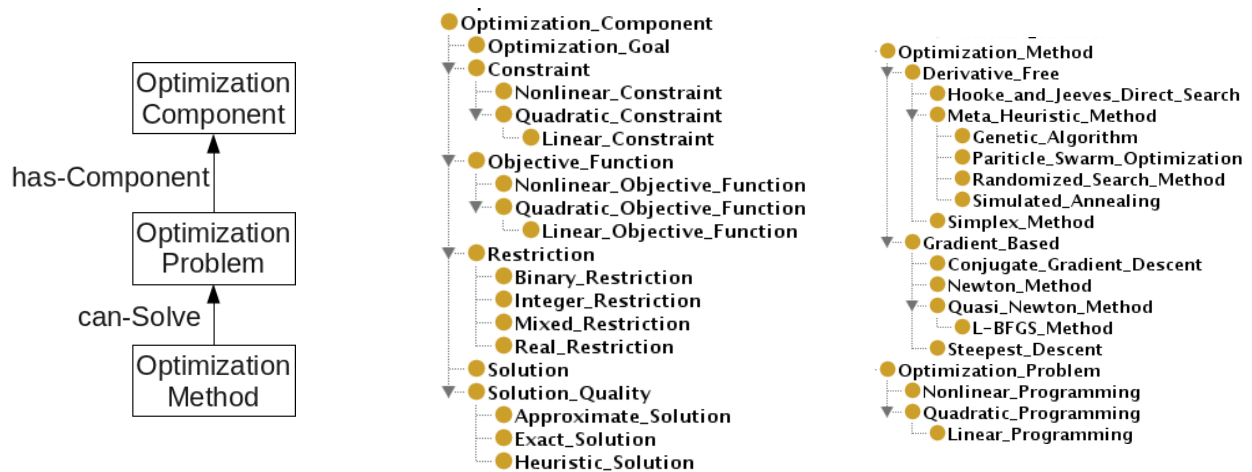 Optimization
Component
has-Component
Optimization
Problem
can-Solve
Optimization
Method
Optimization_Component
Optimization_Goal
Constraint
Nonlinear_Constraint
Quadratic_Constraint
Linear_Constraint
Objective_Function
Nonlinear_Objective_Function
Quadratic_Objective_Function
Linear_Objective_Function
Restriction
Binary_Restriction
Integer_Restriction
Mixed_Restriction
Real_Restriction
Solution
Solution_Quality
Approximate_Solution
Exact_Solution
Heuristic_Solution
Optimization_Method
Derivative_Free
Hooke_and_Jeeves_Direct_Search
Meta_Heuristic_Method
Genetic_Algorithm
Pariticle_Swarm_Optimization
Randomized_Search_Method
Simulated_Annealing
Simplex_Method
Gradient_Based
Conjugate_Gradient_Descent
Newton_Method
Quasi_Newton_Method
L-BFGS_Method
Steepest_Descent
Optimization_Problem
Nonlinear_Programming
Quadratic_Programming
Linear_Programming